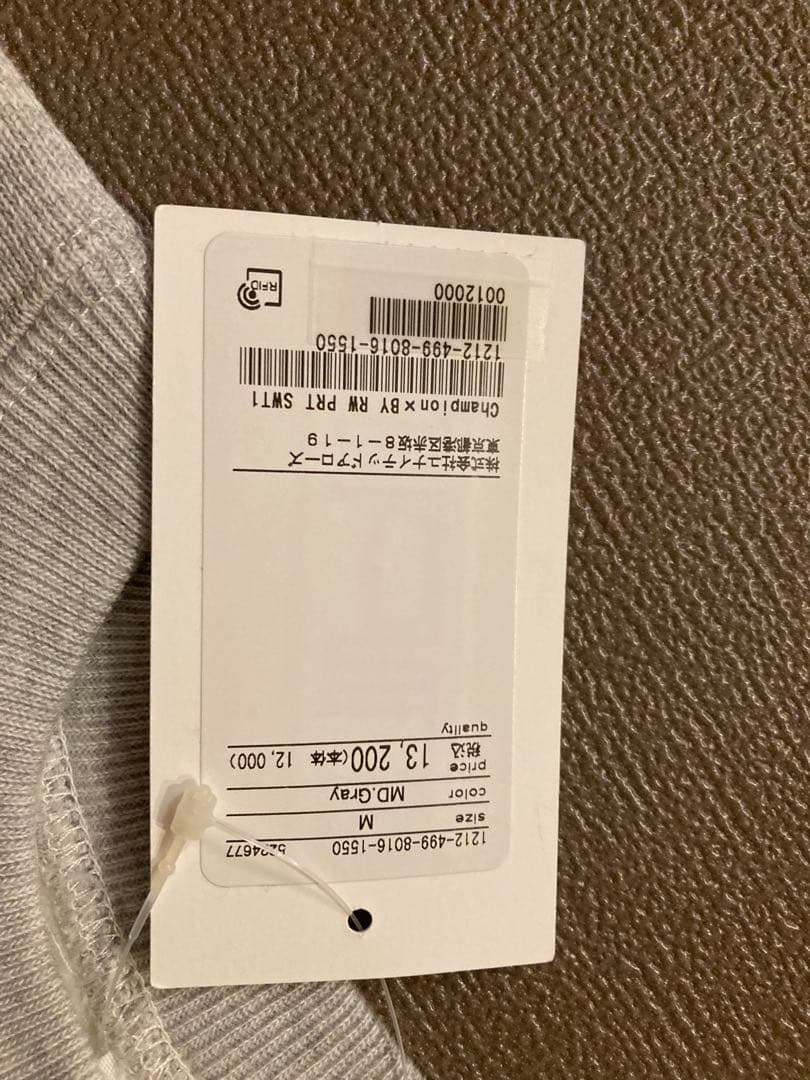 1212-499-8016-1550
size M
color MD.Gray
price 税込 13,200(本体 12,000)
quality
株式会社ユナイテッドアローズ
東京都港区赤坂8−1−19
Champion×BY RW PRT SWT1
1212-499-8016-1550
0012000
RFID